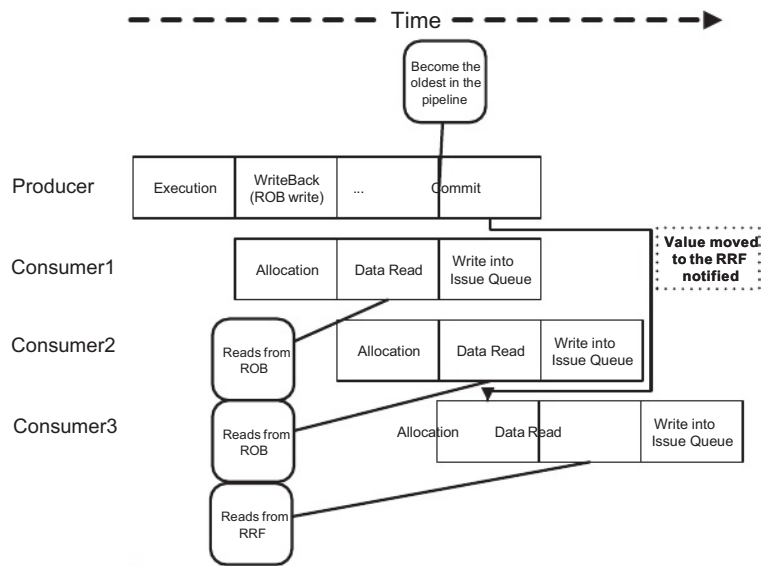 Time
Become the
oldest in the
pipeline
Producer
Execution
WriteBack
(ROB write)
...
Commit
Value moved
to the RRF
notified
Consumer1
Allocation
Data Read
Write into
Issue Queue
Consumer2
Reads from
ROB
Allocation
Data Read
Write into
Issue Queue
Consumer3
Reads from
ROB
Allocation
Data Read
Write into
Issue Queue
Reads from
RRF